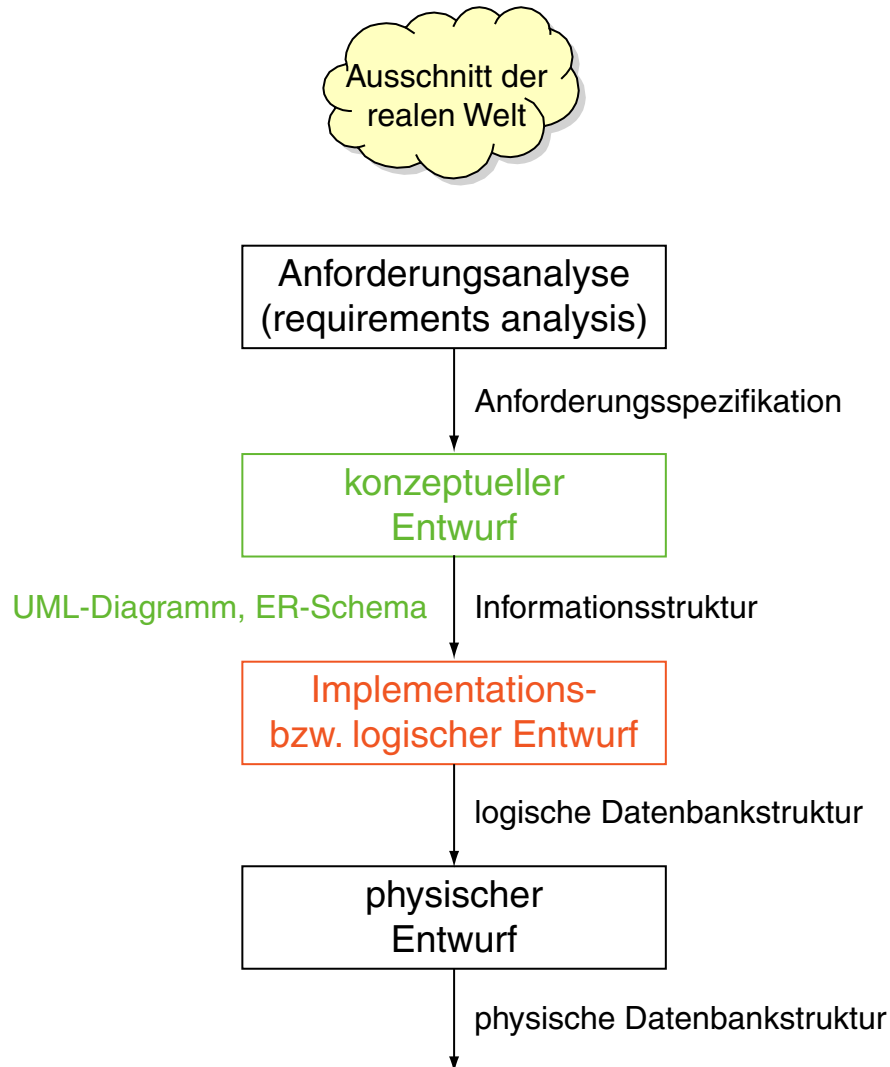 Ausschnitt der
realen Welt
Anforderungsanalyse
(requirements analysis)
Anforderungsspezifikation
konzeptueller
Entwurf
UML-Diagramm, ER-Schema
Informationsstruktur
Implementations-
bzw. logischer Entwurf
logische Datenbankstruktur
physischer
Entwurf
physische Datenbankstruktur